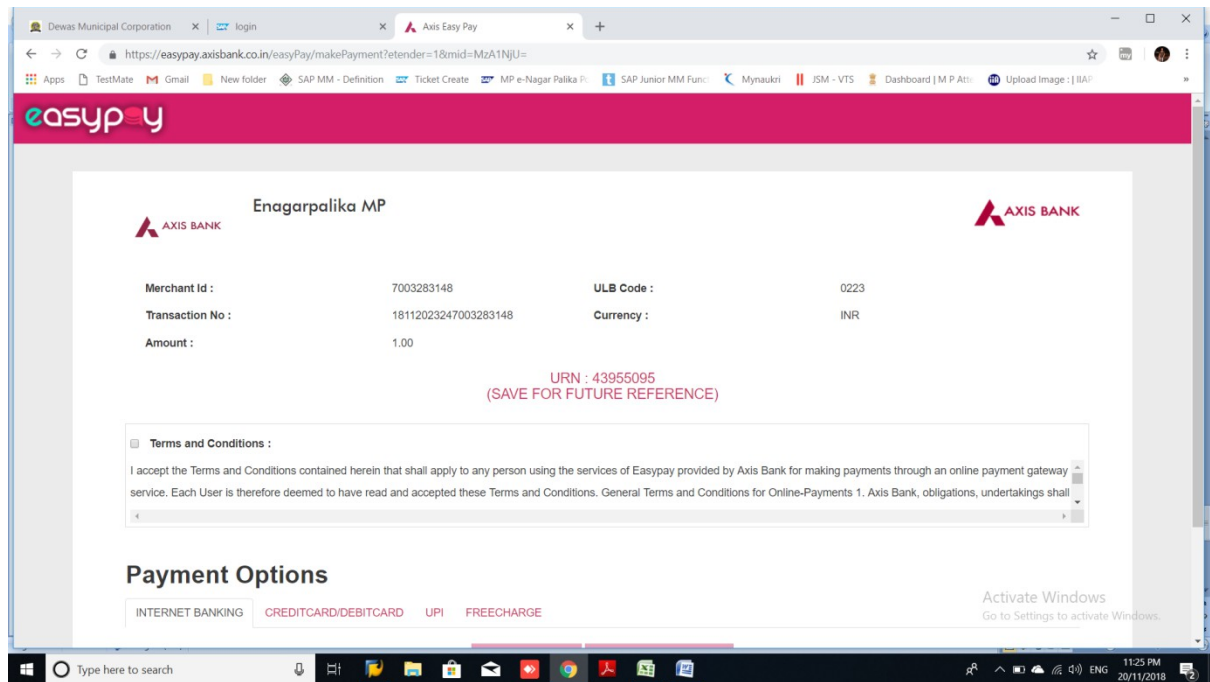 Dewas Municipal Corporation
login
Axis Easy Pay
https://easypay.axisbank.co.in/easyPay/makePayment?etender=1&mid=MzA1NjU=
Apps TestMate Gmail New folder SAP MM - Definition Ticket Create MP e-Nagar Palika SAP Junior MM Func Mynaukri JSM - VTS Dashboard | M P Att Upload Image : | IIAP
easypay
Enagarpalika MP
AXIS BANK
AXIS BANK
Merchant Id : 7003283148 ULB Code : 0223
Transaction No : 18112023247003283148 Currency : INR
Amount : 1.00
URN : 43955095
(SAVE FOR FUTURE REFERENCE)
Terms and Conditions :
I accept the Terms and Conditions contained herein that shall apply to any person using the services of Easypay provided by Axis Bank for making payments through an online payment gateway
service. Each User is therefore deemed to have read and accepted these Terms and Conditions. General Terms and Conditions for Online-Payments 1. Axis Bank, obligations, undertakings shall
Payment Options
INTERNET BANKING CREDITCARD/DEBITCARD UPI FREECHARGE
Activate Windows
Go to Settings to activate Windows.
Type here to search
ENG
11:25 PM
20/11/2018
2